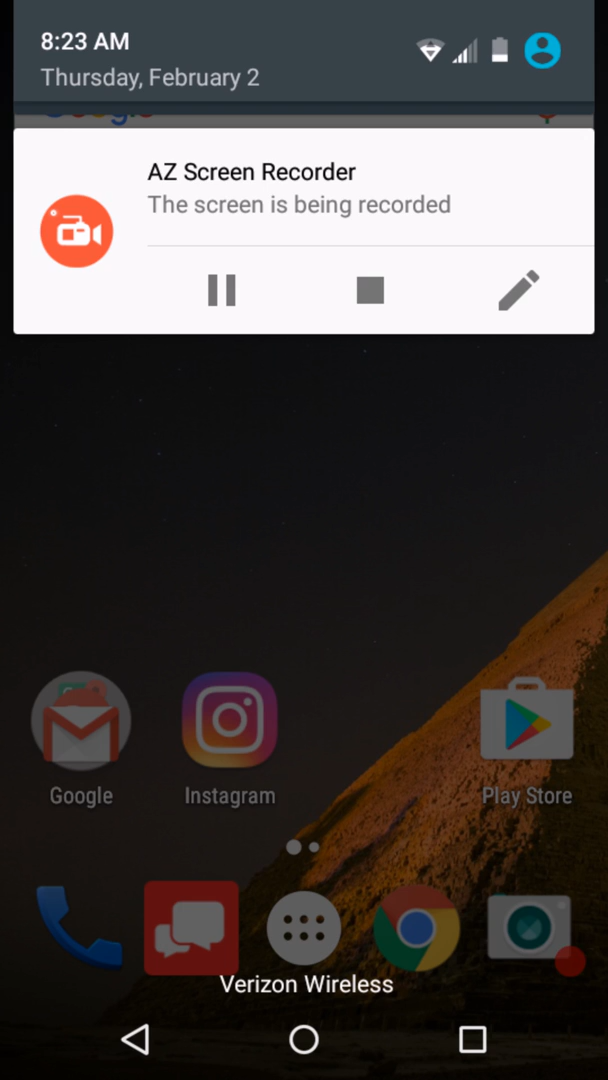 8:23 AM
Thursday, February 2
AZ Screen Recorder
The screen is being recorded
Google
Instagram
Play Store
Verizon Wireless